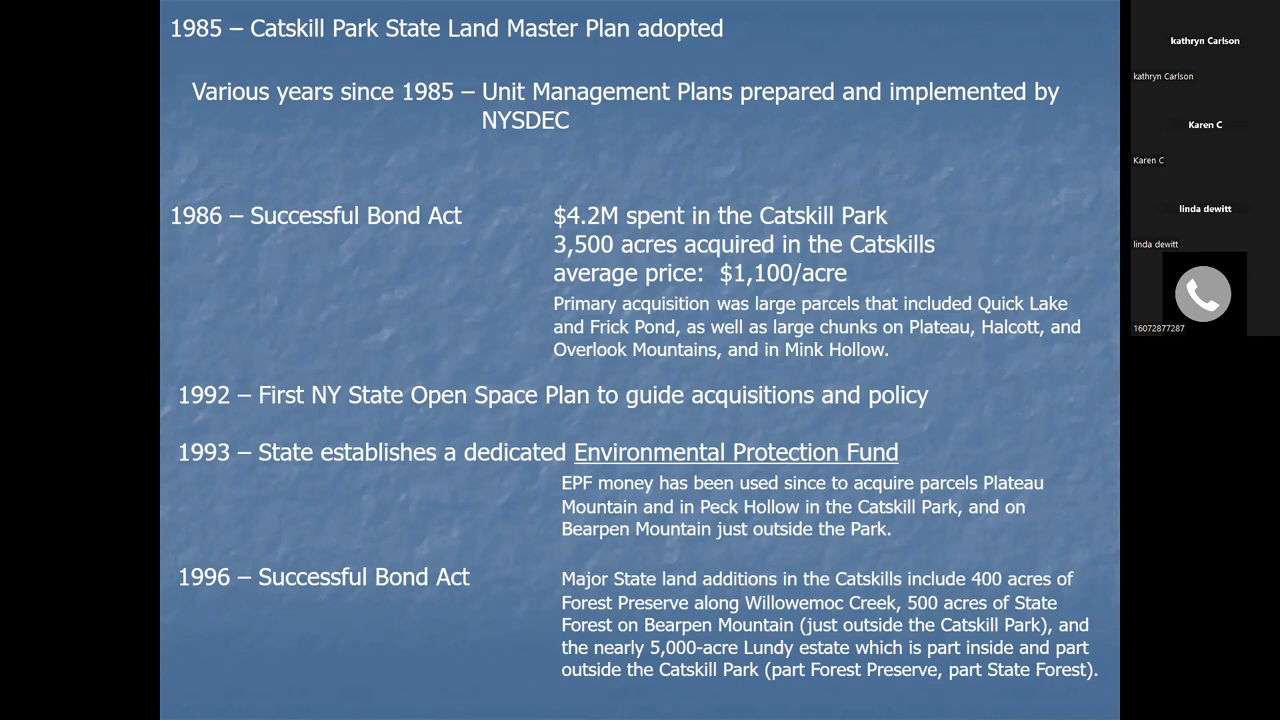 1985 – Catskill Park State Land Master Plan adopted
Various years since 1985 – Unit Management Plans prepared and implemented by
NYSDEC
1986 – Successful Bond Act
$4.2M spent in the Catskill Park
3,500 acres acquired in the Catskills
average price:  $1,100/acre
Primary acquisition was large parcels that included Quick Lake
and Frick Pond, as well as large chunks on Plateau, Halcott, and
Overlook Mountains, and in Mink Hollow.
1992 – First NY State Open Space Plan to guide acquisitions and policy
1993 – State establishes a dedicated Environmental Protection Fund
EPF money has been used since to acquire parcels Plateau
Mountain and in Peck Hollow in the Catskill Park, and on
Bearpen Mountain just outside the Park.
1996 – Successful Bond Act
Major State land additions in the Catskills include 400 acres of
Forest Preserve along Willowemoc Creek, 500 acres of State
Forest on Bearpen Mountain (just outside the Catskill Park), and
the nearly 5,000-acre Lundy estate which is part inside and part
outside the Catskill Park (part Forest Preserve, part State Forest).
kathryn Carlson
kathryn Carlson
Karen C
Karen C
linda dewitt
linda dewitt
16072877287